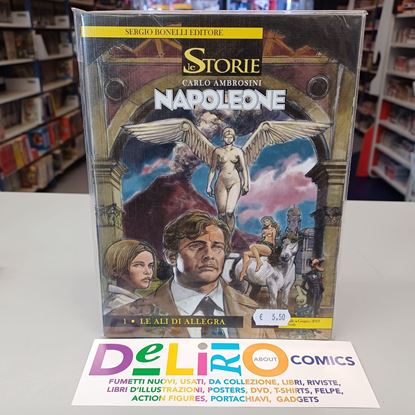 SERGIO BONELLI EDITORE
le STORIE
CARLO AMBROSINI
NAPOLEONE
1 • LE ALI DI ALLEGRA
€ 5,50
DeLiRiO ABOUT COMICS
FUMETTI NUOVI, USATI, DA COLLEZIONE, LIBRI, RIVISTE,
LIBRI D'ILLUSTRAZIONI, POSTERS, DVD, T-SHIRTS, FELPE,
ACTION FIGURES, PORTACHIAVI, GADGETS